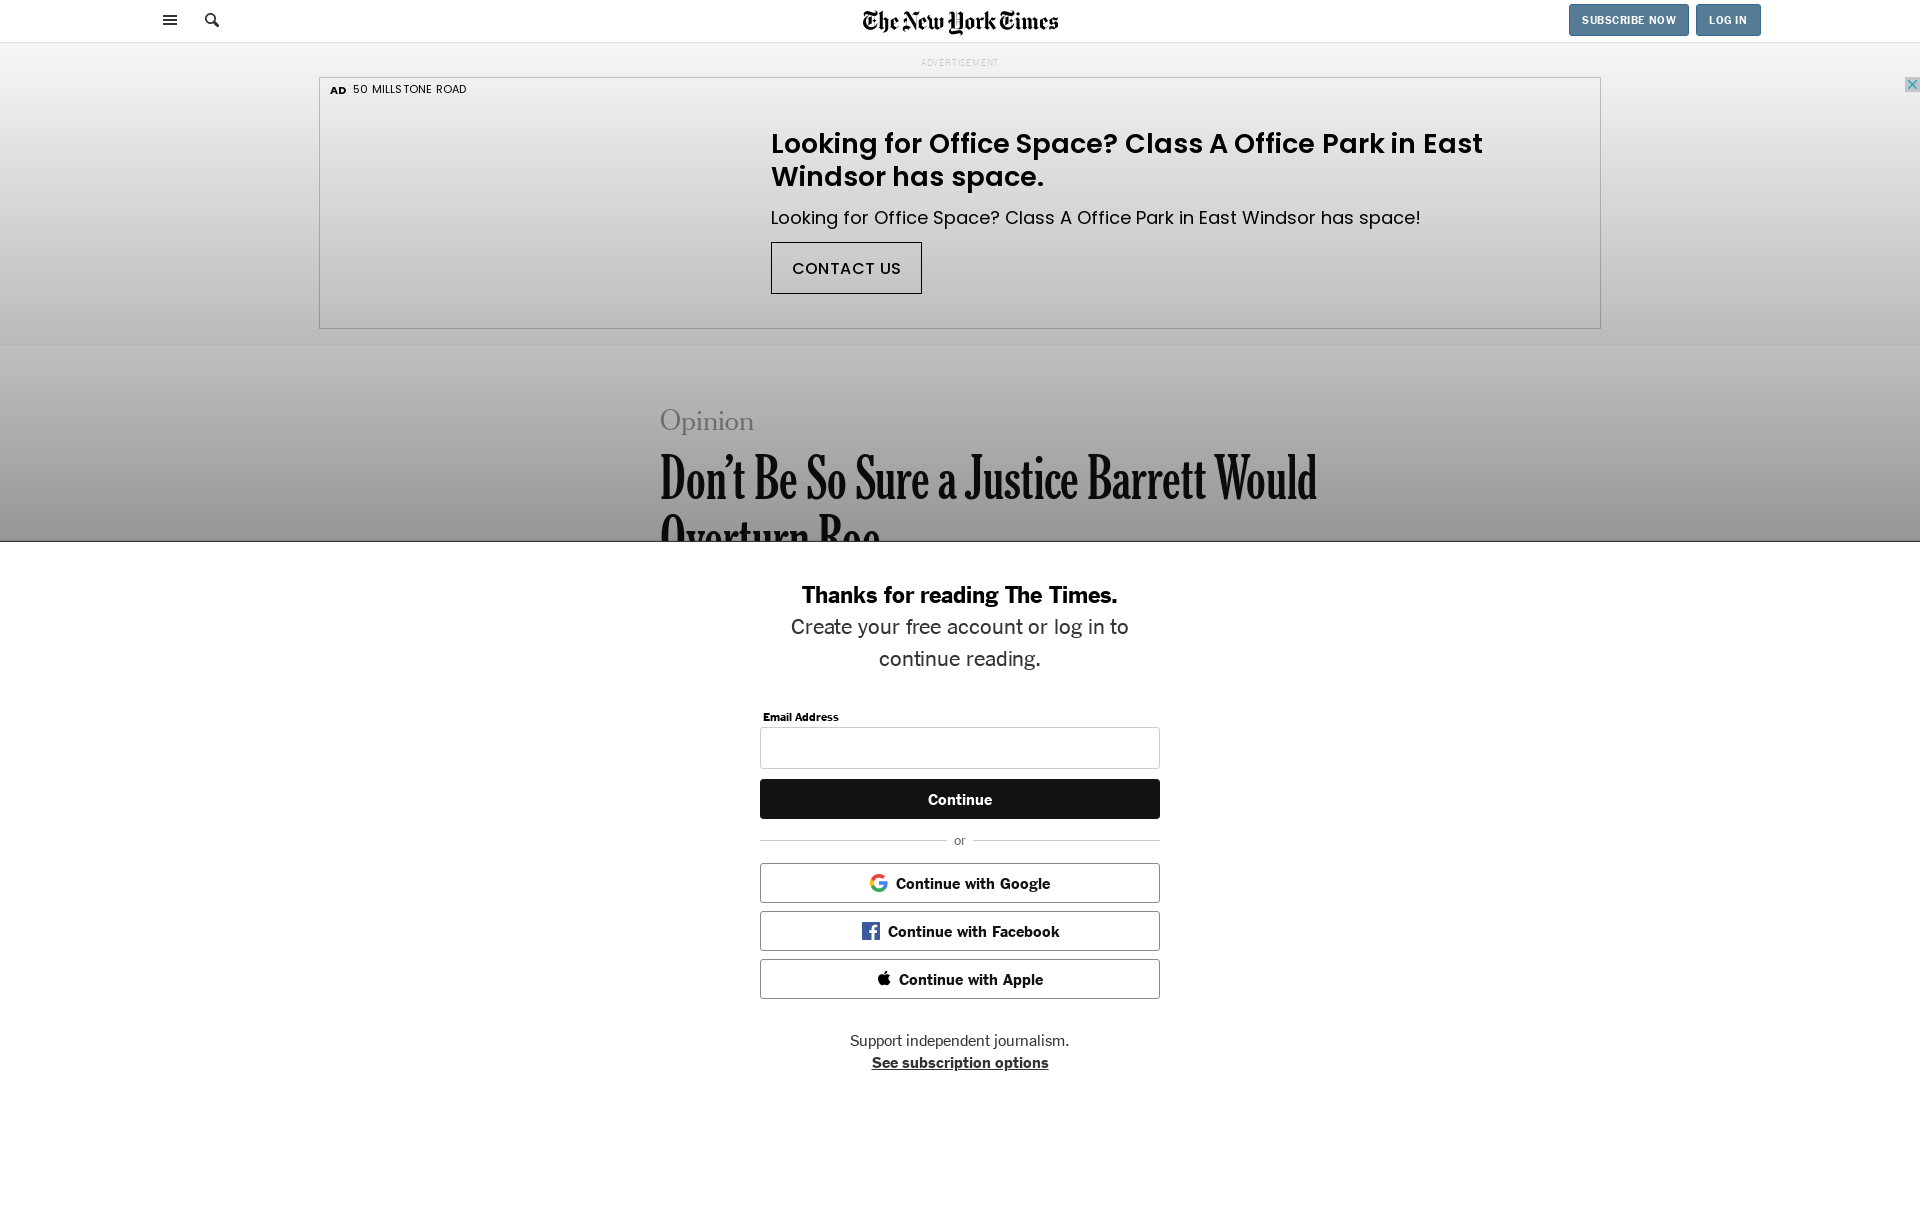 The New York Times
SUBSCRIBE NOW
LOG IN
ADVERTISEMENT
AD 50 MILLSTONE ROAD
Looking for Office Space? Class A Office Park in East
Windsor has space.
Looking for Office Space? Class A Office Park in East Windsor has space!
CONTACT US
Opinion
Don’t Be So Sure a Justice Barrett Would
Overturn Roe
Thanks for reading The Times.
Create your free account or log in to
continue reading.
Email Address
Continue
or
Continue with Google
Continue with Facebook
Continue with Apple
Support independent journalism.
See subscription options